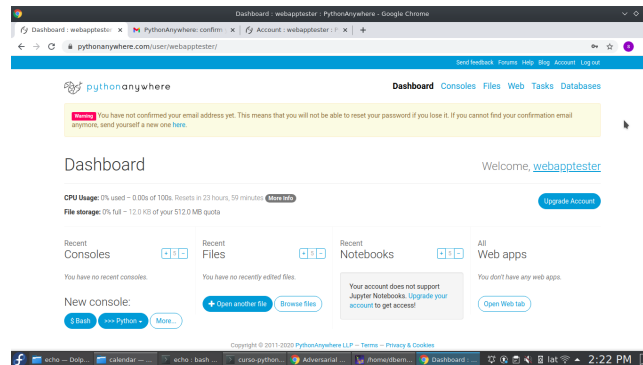 Dashboard : webapptester : PythonAnywhere - Google Chrome
Dashboard : webapptester
PythonAnywhere: confirm
Account : webapptester : P
pythonanywhere.com/user/webapptester/
Send feedback Forums Help Blog Account Log out
pythonanywhere
Dashboard Consoles Files Web Tasks Databases
Warning You have not confirmed your email address yet. This means that you will not be able to reset your password if you lose it. If you cannot find your confirmation email
anymore, send yourself a new one here.
Dashboard
Welcome, webapptester
CPU Usage: 0% used – 0.00s of 100s. Resets in 23 hours, 59 minutes More Info
File storage: 0% full – 12.0 KB of your 512.0 MB quota
Upgrade Account
Recent
Consoles
+ 5 -
You have no recent consoles.
New console:
$ Bash
>>> Python
More...
Recent
Files
+ 5 -
You have no recently edited files.
+ Open another file
Browse files
Recent
Notebooks
+ 5 -
Your account does not support
Jupyter Notebooks. Upgrade your
account to get access!
All
Web apps
You don't have any web apps.
Open Web tab
Copyright © 2011-2020 PythonAnywhere LLP — Terms — Privacy & Cookies
echo — Dolp...
calendar — ...
echo : bash ...
curso-python...
Adversarial ...
/home/dbem...
Dashboard : ...
lat
2:22 PM